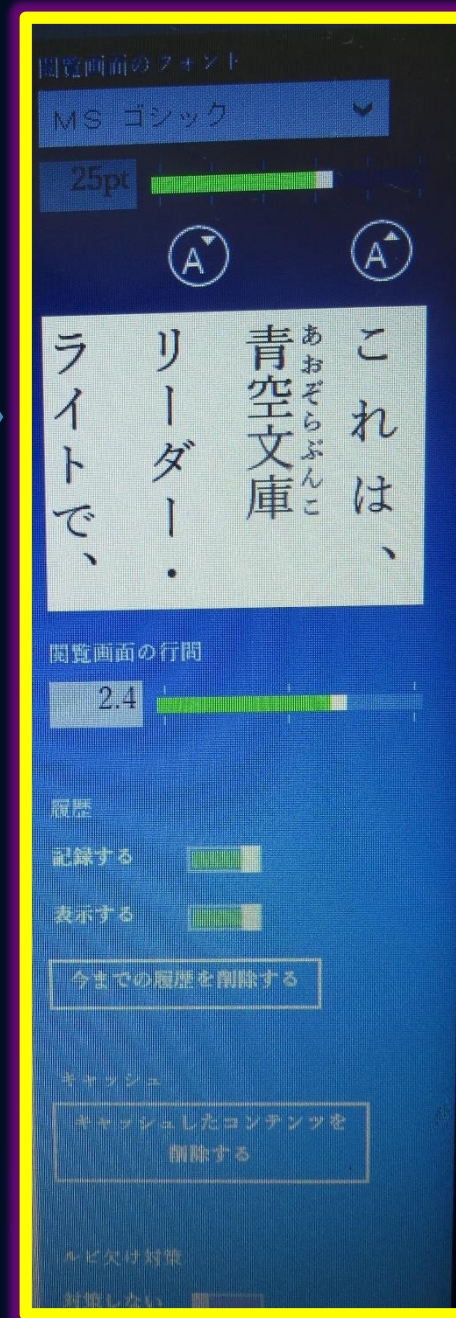 閲覧画面のフォント
MS ゴシック
25pt
A
A
これは、
あおぞらぶんこ
青空文庫
リーダー・
ライトで、
閲覧画面の行間
2.4
履歴
記録する
表示する
今までの履歴を削除する
キャッシュ
キャッシュしたコンテンツを
削除する
ルビ欠け対策
対策しない